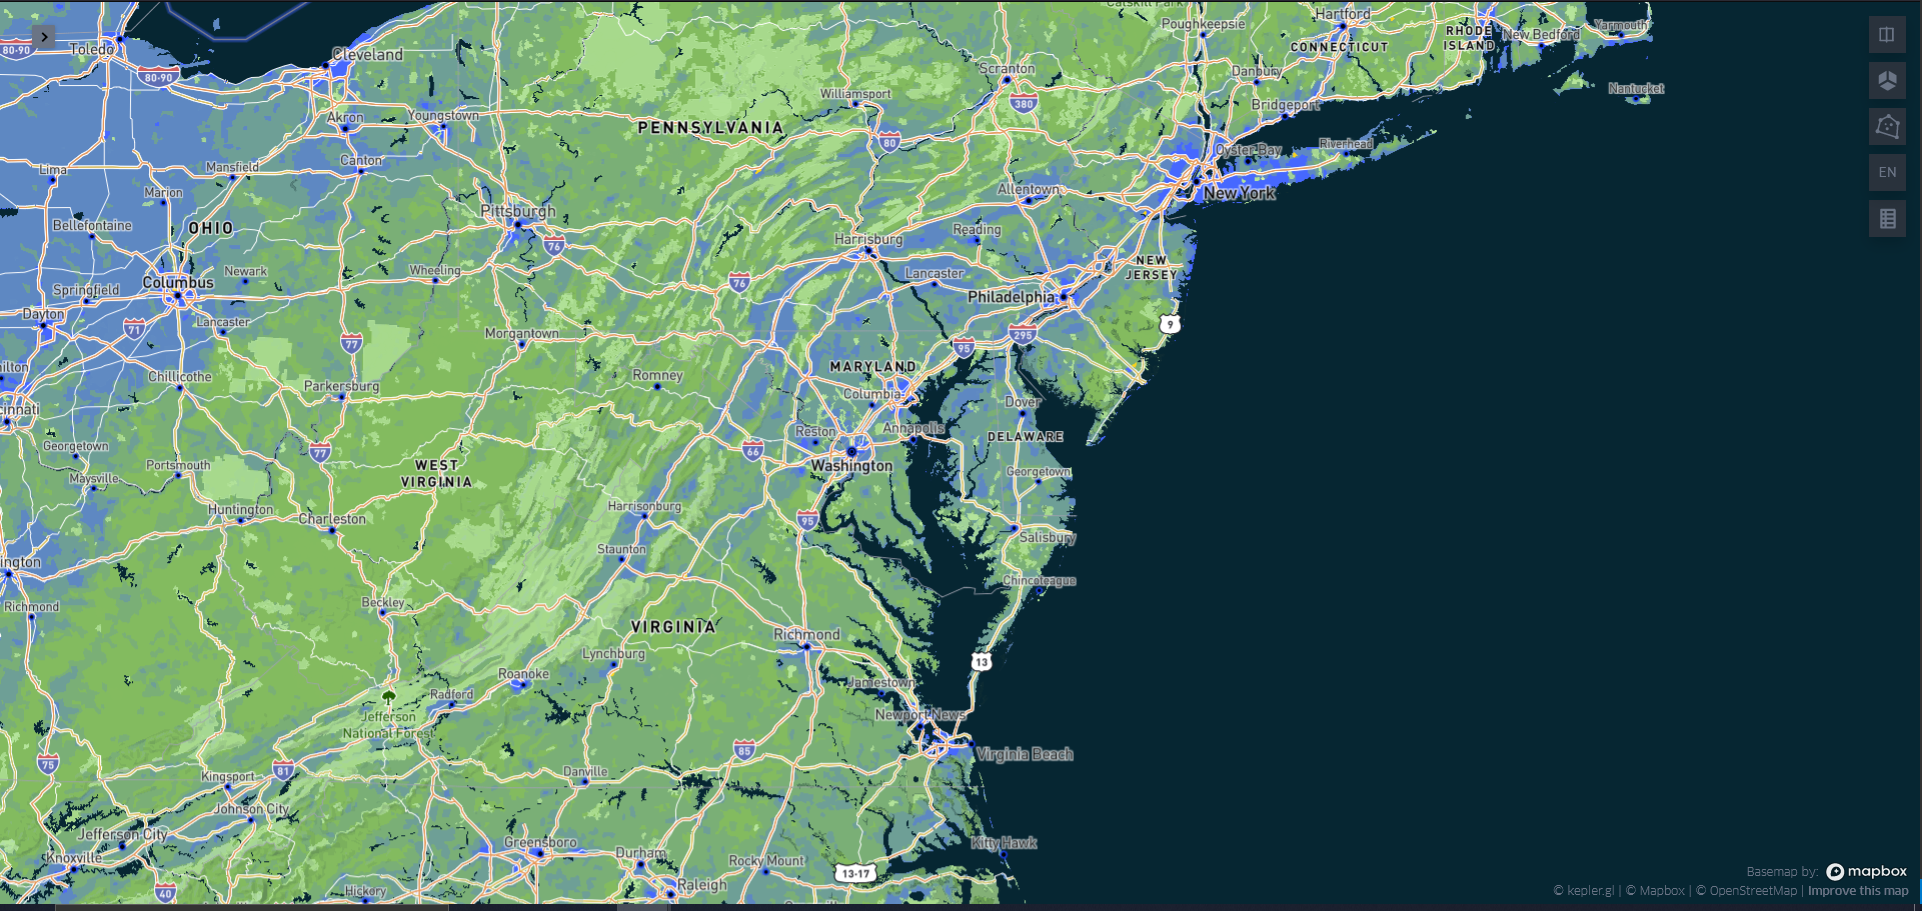 Catskill Park
Poughkeepsie
Hartford
Yarmouth
Toledo
80-90
Cleveland
CONNECTICUT
RHODE
ISLAND
New Bedford
80-90
Scranton
Danbury
Nantucket
Williamsport
380
Bridgeport
Akron
Youngstown
PENNSYLVANIA
80
Oyster Bay
Riverhead
EN
Lima
Mansfield
Canton
Marion
Allentown
New York
Pittsburgh
Bellefontaine
OHIO
76
Harrisburg
Reading
Newark
Wheeling
Lancaster
NEW
JERSEY
Columbus
76
Springfield
Philadelphia
Dayton
71
Lancaster
77
Morgantown
95
295
9
ilton
Chillicothe
Parkersburg
Romney
MARYLAND
Columbia
Dover
cinnati
Georgetown
77
66
Reston
Annapolis
DELAWARE
Portsmouth
WEST
VIRGINIA
Washington
Georgetown
Maysville
Huntington
Charleston
Harrisonburg
95
Salisbury
Staunton
ington
Chincoteague
Richmond
Beckley
VIRGINIA
Richmond
Lynchburg
13
Roanoke
Radford
Jamestown
Jefferson
National Forest
Newport News
75
81
85
Virginia Beach
Kingsport
Danville
Johnson City
Jefferson City
Knoxville
Greensboro
Durham
Rocky Mount
13-17
Kitty Hawk
40
Hickory
Raleigh
Basemap by: mapbox
© kepler.gl | © Mapbox | © OpenStreetMap | Improve this map